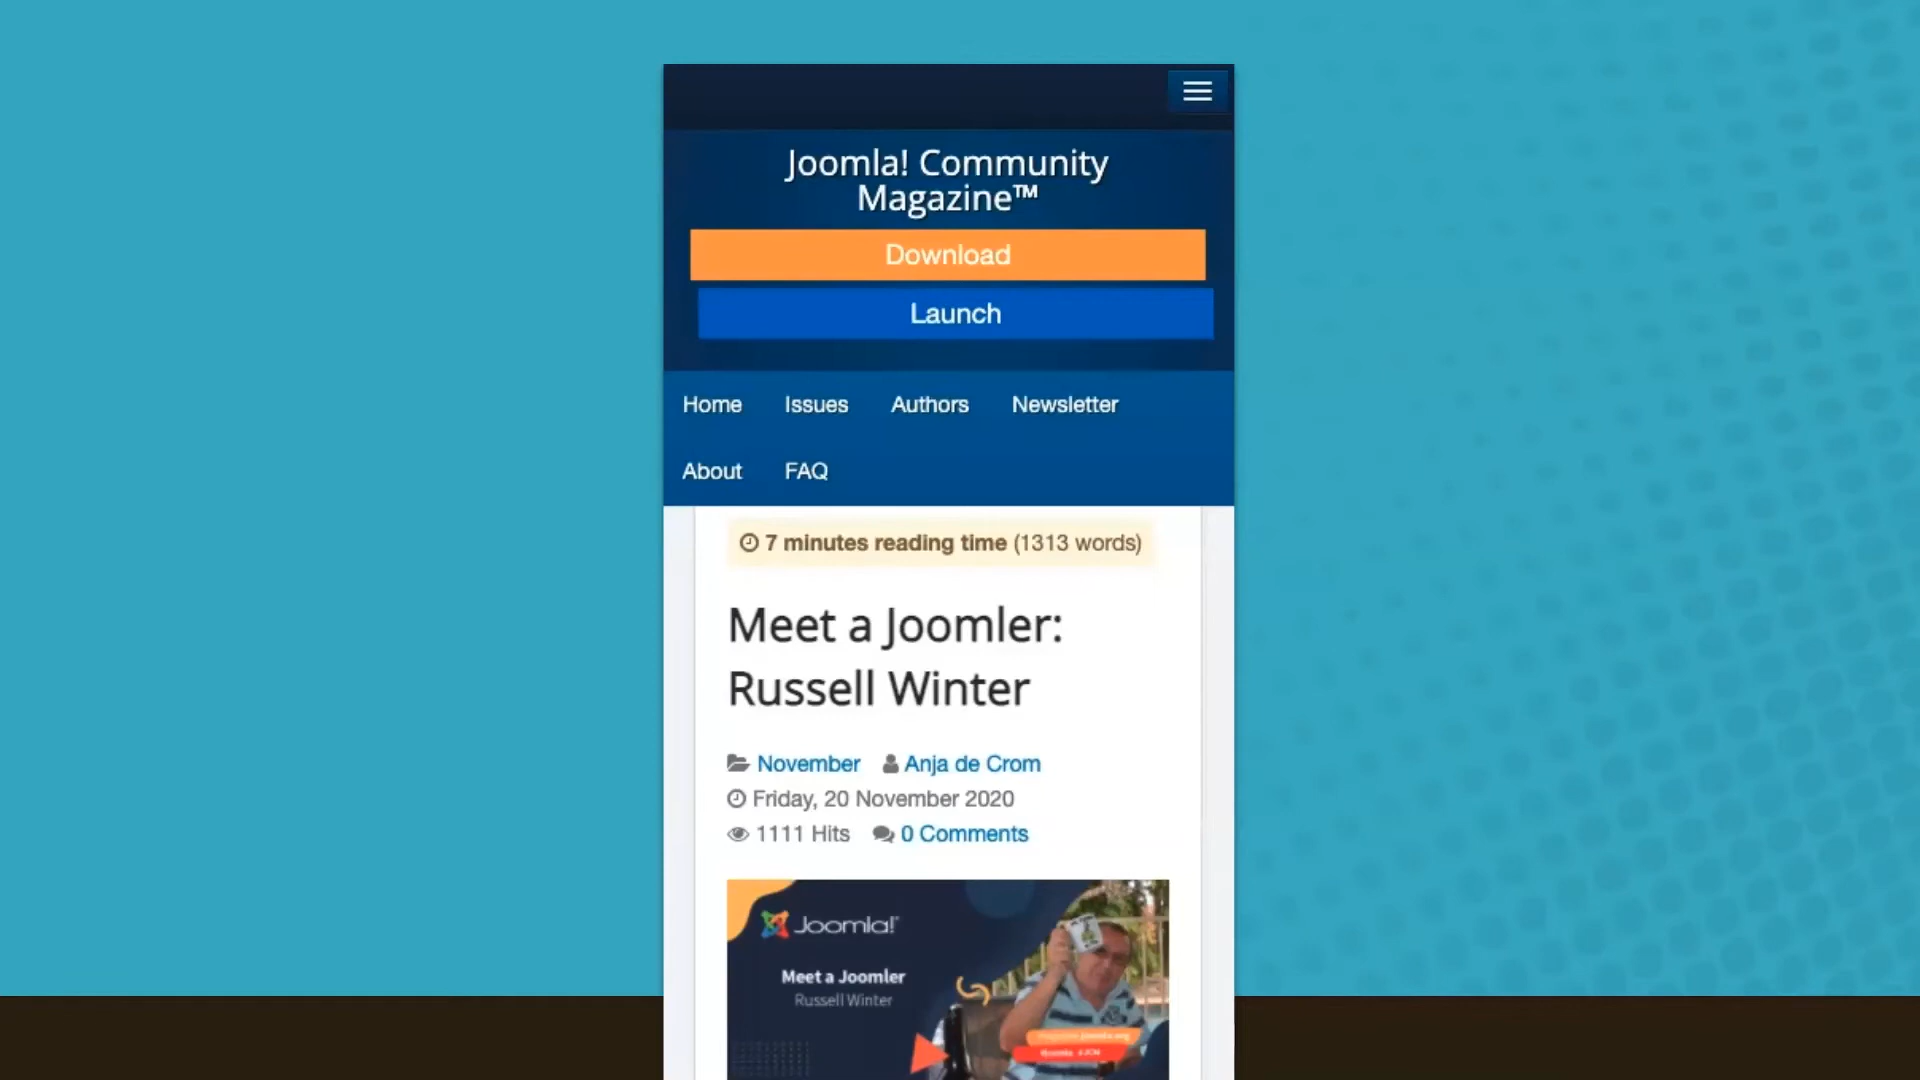 Joomla! Community
Magazine™
Download
Launch
Home Issues Authors Newsletter
About FAQ
7 minutes reading time (1313 words)
Meet a Joomler:
Russell Winter
November Anja de Crom
Friday, 20 November 2020
1111 Hits 0 Comments
Joomla!
Meet a Joomler
Russell Winter